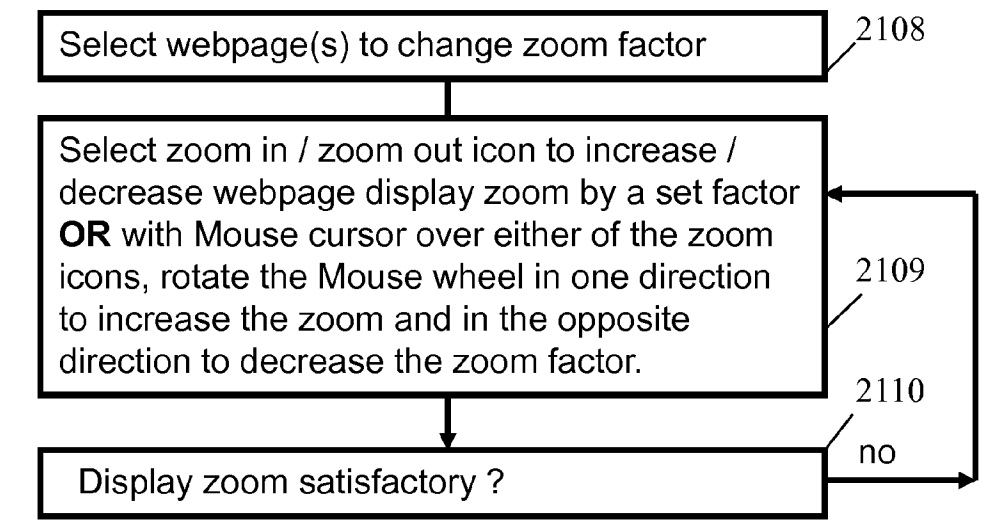 Select webpage(s) to change zoom factor
2108
Select zoom in / zoom out icon to increase /
decrease webpage display zoom by a set factor
OR with Mouse cursor over either of the zoom
icons, rotate the Mouse wheel in one direction
to increase the zoom and in the opposite
direction to decrease the zoom factor.
2109
2110
Display zoom satisfactory ?
no